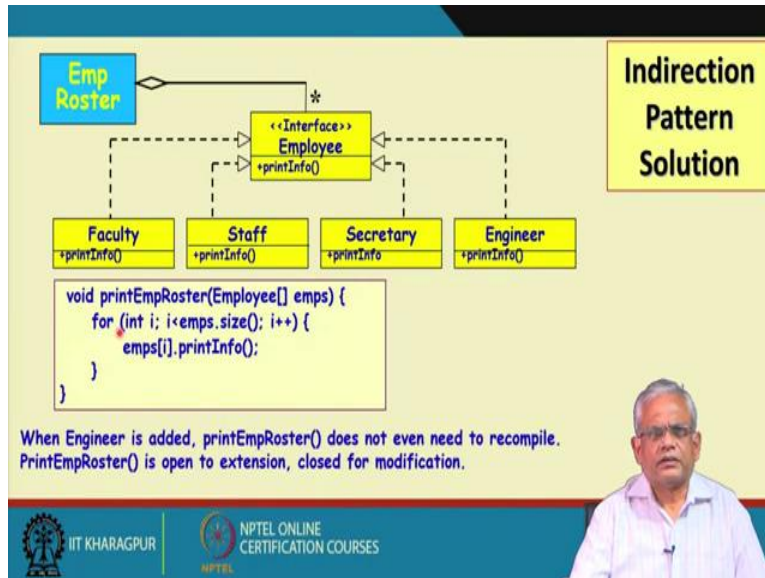 Emp
Roster
*
<<Interface>>
Employee
+printInfo()
Faculty
+printInfo()
Staff
+printInfo()
Secretary
+printInfo
Engineer
+printInfo()
Indirection
Pattern
Solution
void printEmpRoster(Employee[] emps) {
for (int i; i<emps.size(); i++) {
emps[i].printInfo();
}
}
When Engineer is added, printEmpRoster() does not even need to recompile.
PrintEmpRoster() is open to extension, closed for modification.
IIT KHARAGPUR
NPTEL
NPTEL ONLINE
CERTIFICATION COURSES